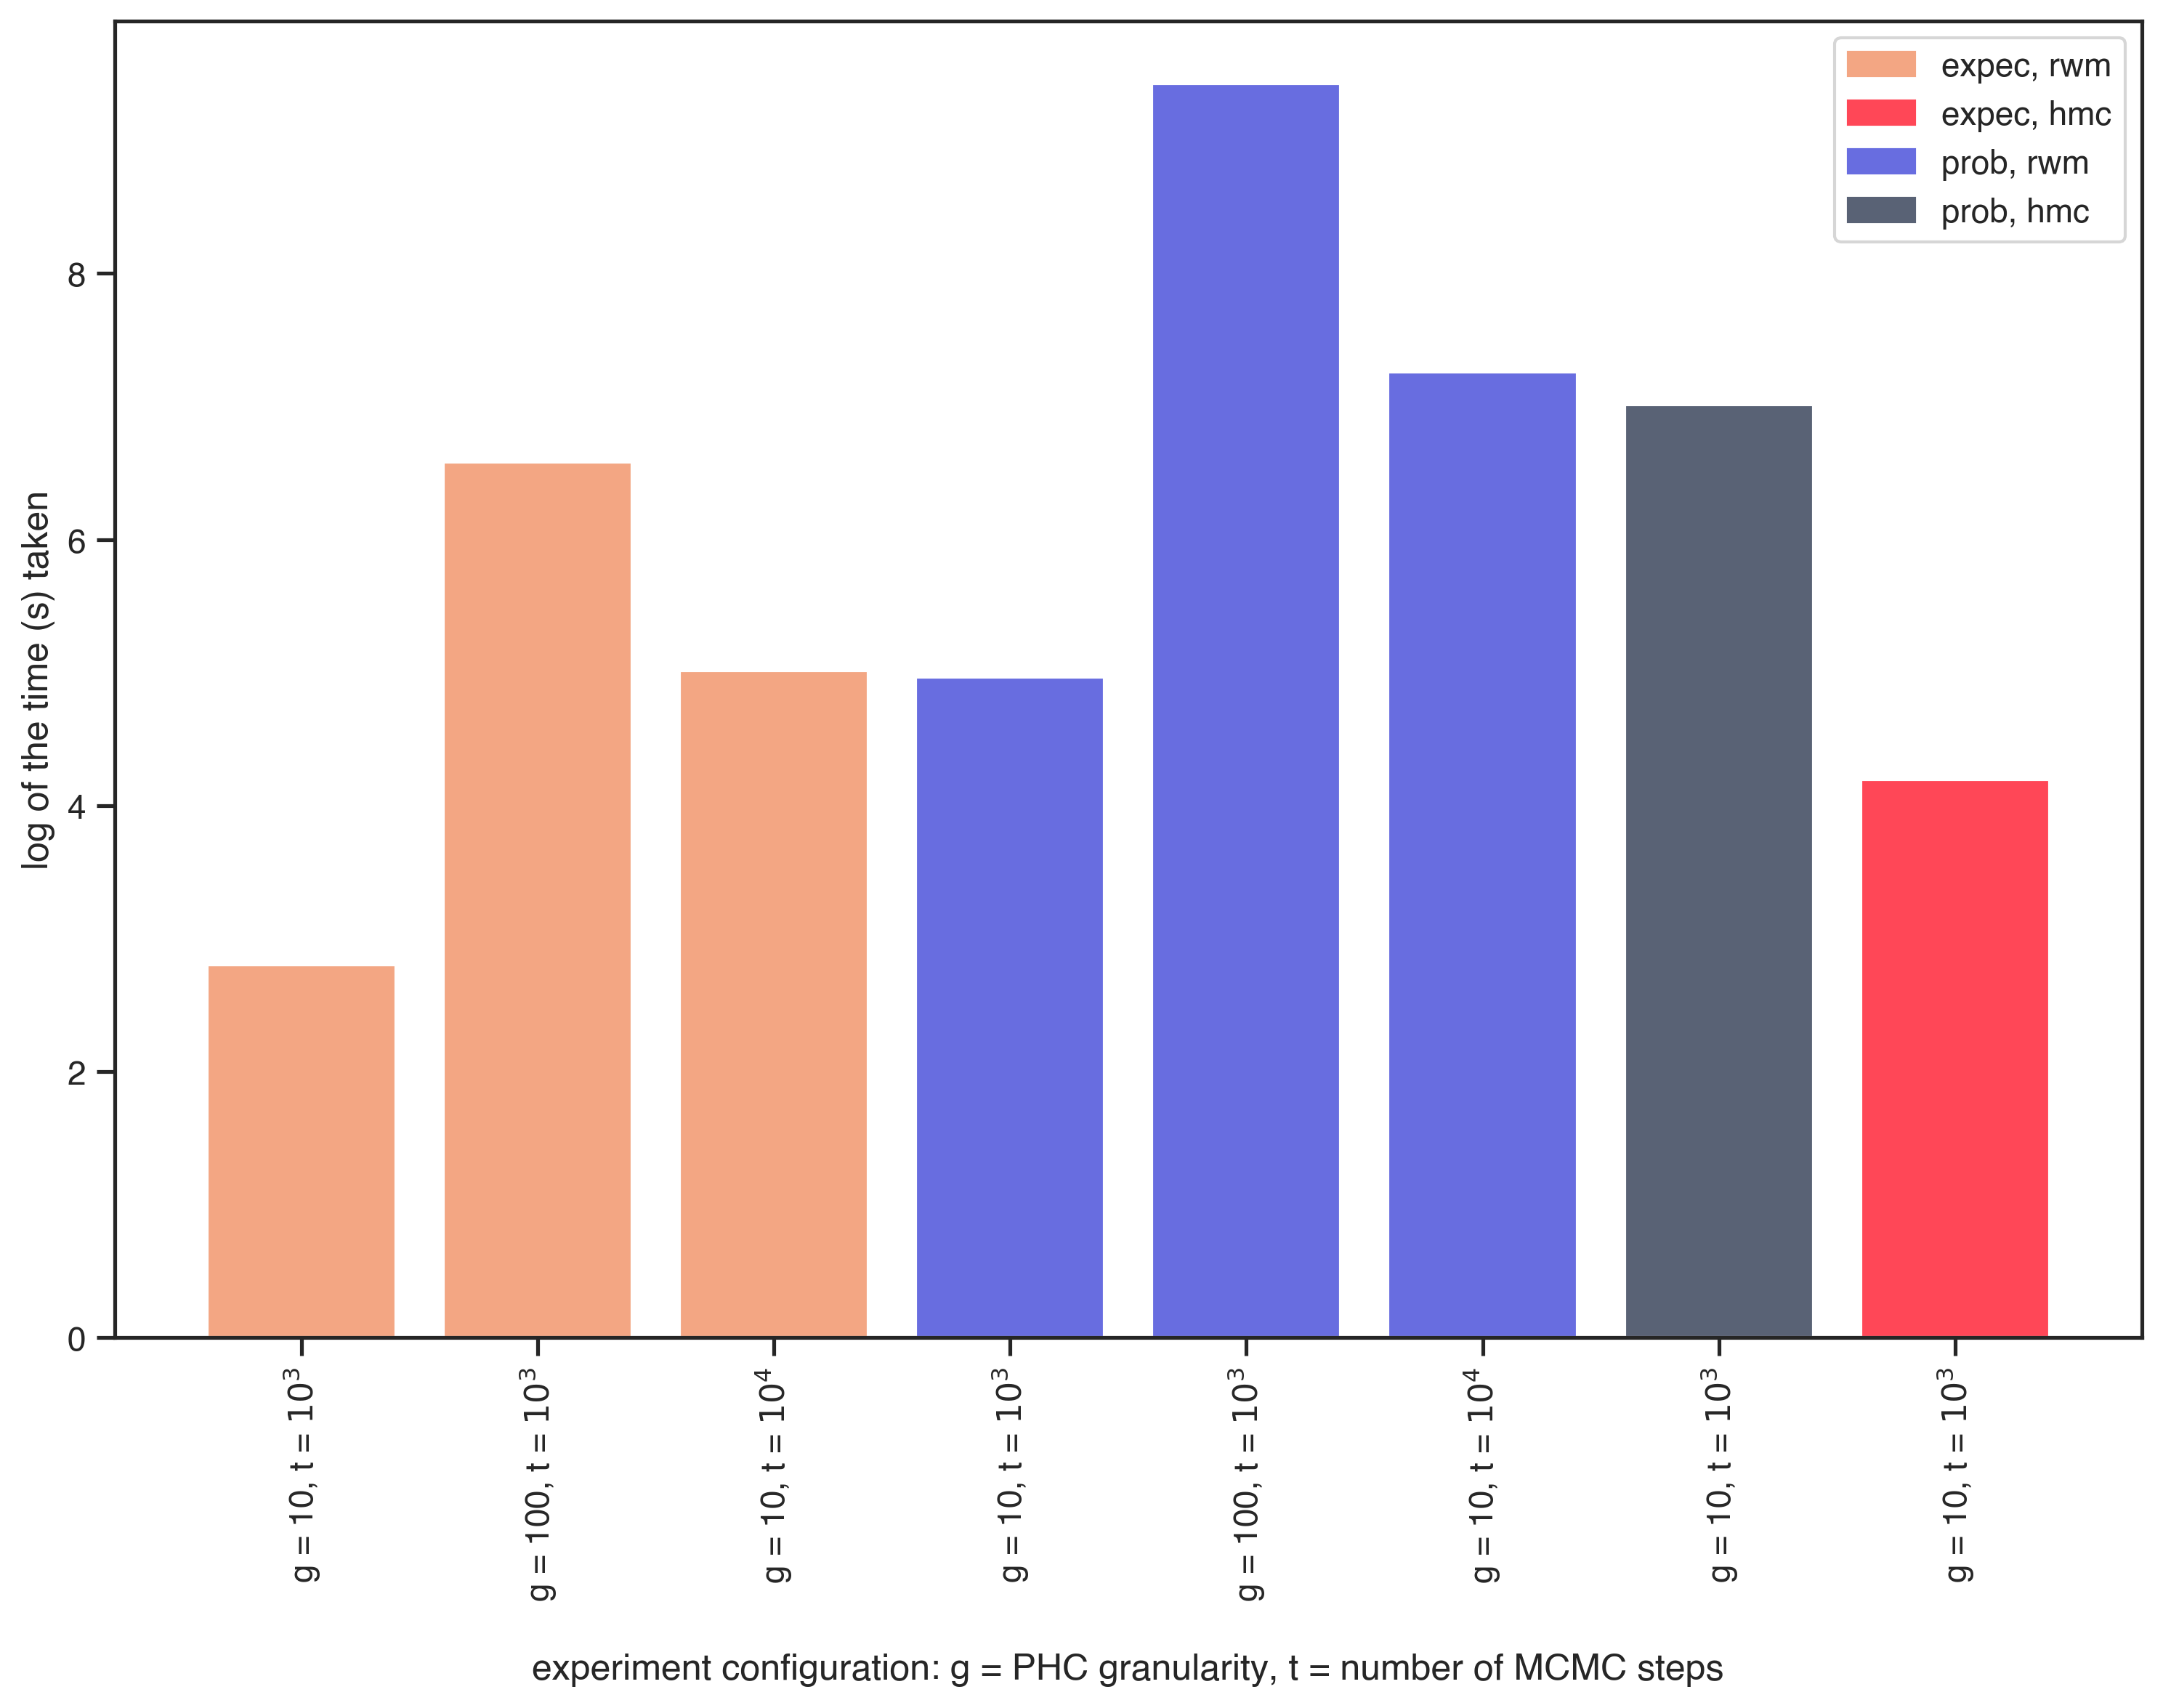 expec, rwm
expec, hmc
prob, rwm
prob, hmc
log of the time (s) taken
8
6
4
2
0
g = 10, t = 10³
g = 100, t = 10³
g = 10, t = 10⁴
g = 10, t = 10³
g = 100, t = 10³
g = 10, t = 10⁴
g = 10, t = 10³
g = 10, t = 10³
experiment configuration: g = PHC granularity, t = number of MCMC steps